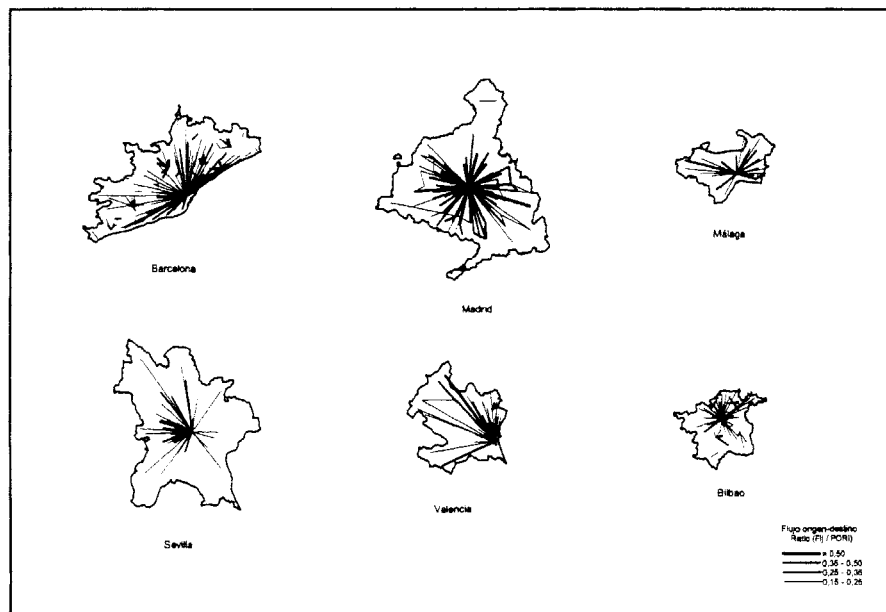 Barcelona
Madrid
Málaga
Sevilla
Valencia
Bilbao
Flujo origen-destino
Ratio (Fij / PORi)
> 0,50
0,35 - 0,50
0,25 - 0,35
0,15 - 0,25